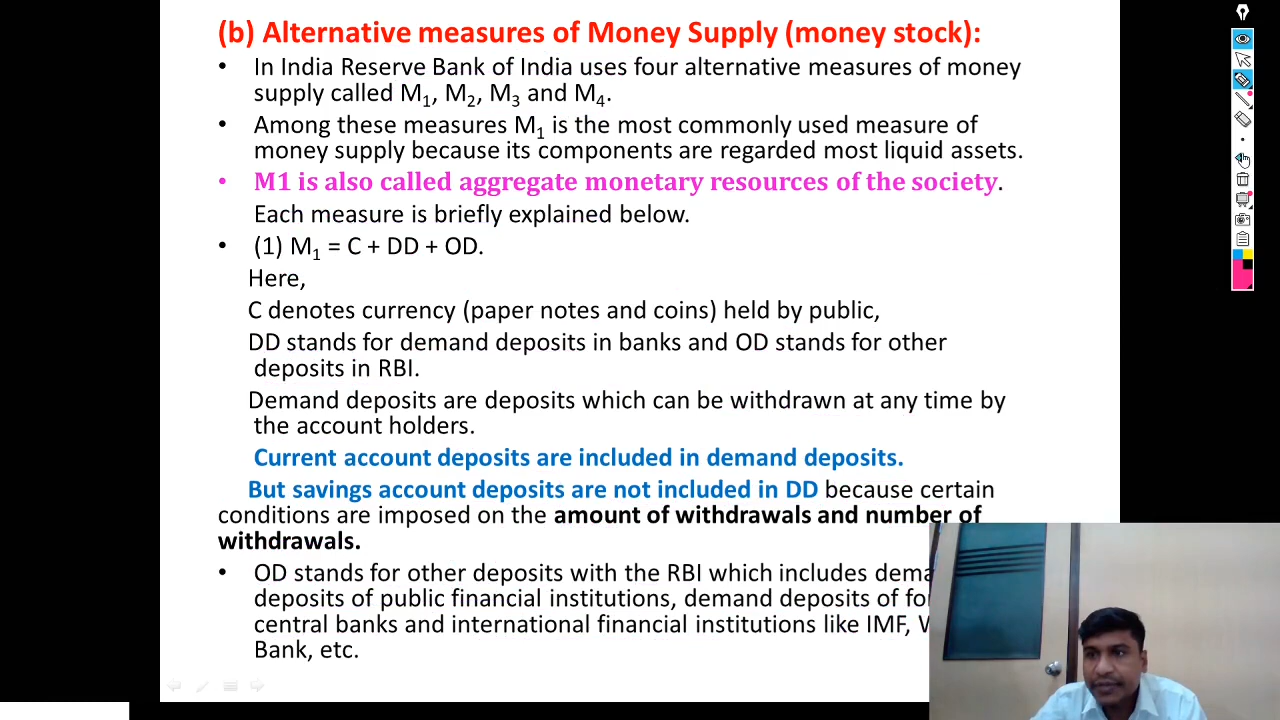 (b) Alternative measures of Money Supply (money stock):
• In India Reserve Bank of India uses four alternative measures of money
supply called M₁, M₂, M₃ and M₄.
• Among these measures M₁ is the most commonly used measure of
money supply because its components are regarded most liquid assets.
• M1 is also called aggregate monetary resources of the society.
Each measure is briefly explained below.
• (1) M₁ = C + DD + OD.
Here,
C denotes currency (paper notes and coins) held by public,
DD stands for demand deposits in banks and OD stands for other
deposits in RBI.
Demand deposits are deposits which can be withdrawn at any time by
the account holders.
Current account deposits are included in demand deposits.
But savings account deposits are not included in DD because certain
conditions are imposed on the amount of withdrawals and number of
withdrawals.
• OD stands for other deposits with the RBI which includes
deposits of public financial institutions, demand deposits of
central banks and international financial institutions like IMF,
Bank, etc.